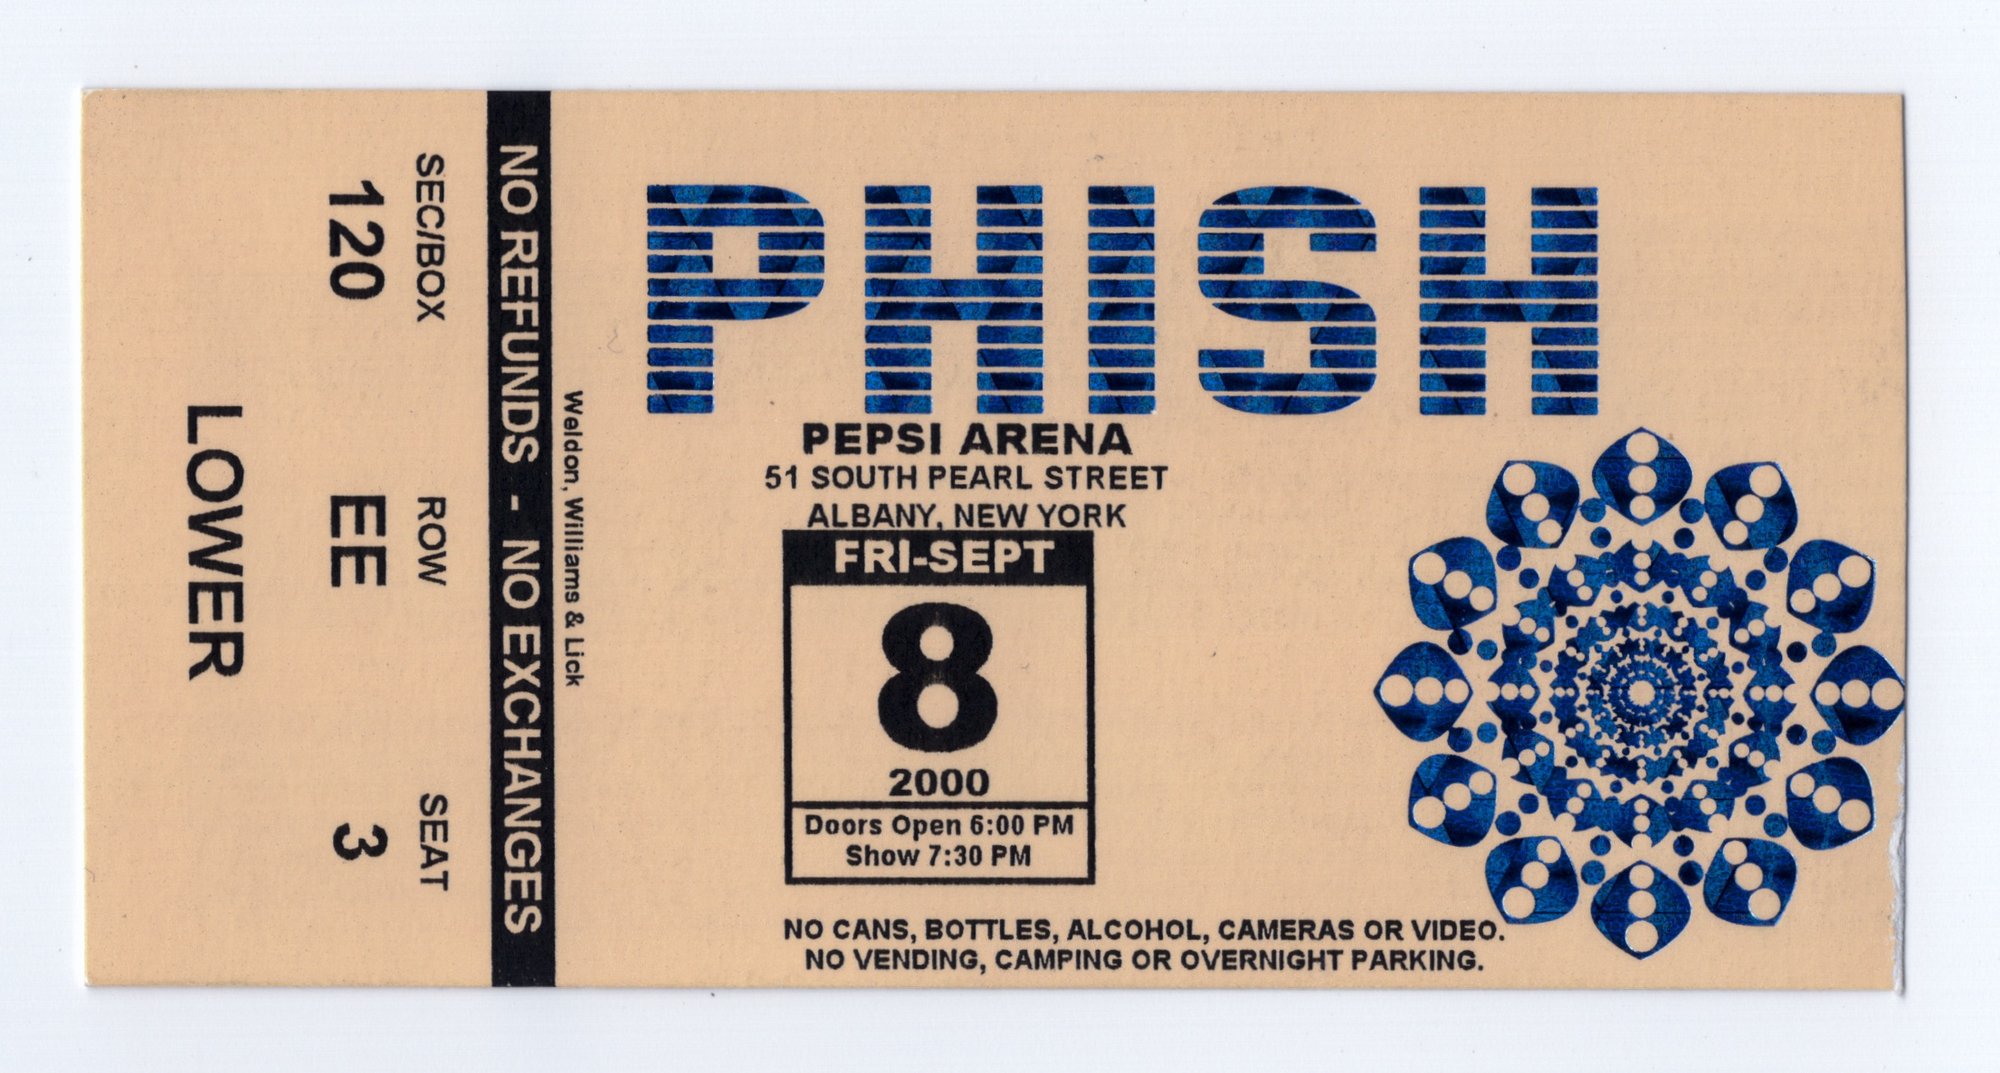 SEC/BOX ROW SEAT
120 EE 3
LOWER
NO REFUNDS - NO EXCHANGES
Weldon, Williams & Lick
PHISH
PEPSI ARENA
51 SOUTH PEARL STREET
ALBANY, NEW YORK
FRI-SEPT
8
2000
Doors Open 6:00 PM
Show 7:30 PM
NO CANS, BOTTLES, ALCOHOL, CAMERAS OR VIDEO.
NO VENDING, CAMPING OR OVERNIGHT PARKING.